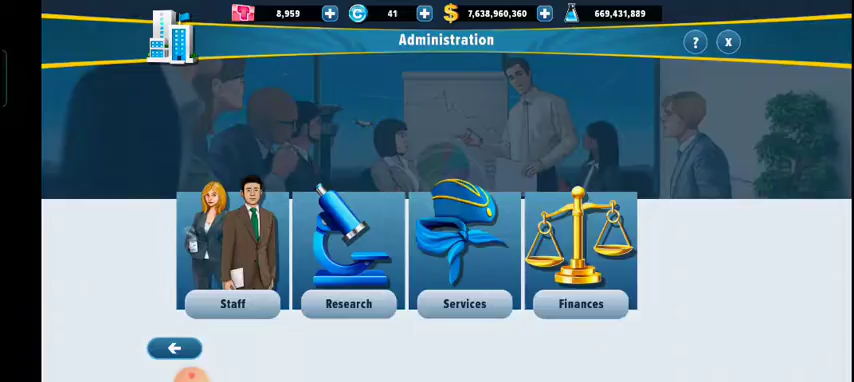 8,959
C
41
$
7,638,960,360
669,431,889
Administration
?
X
Staff
Research
Services
Finances